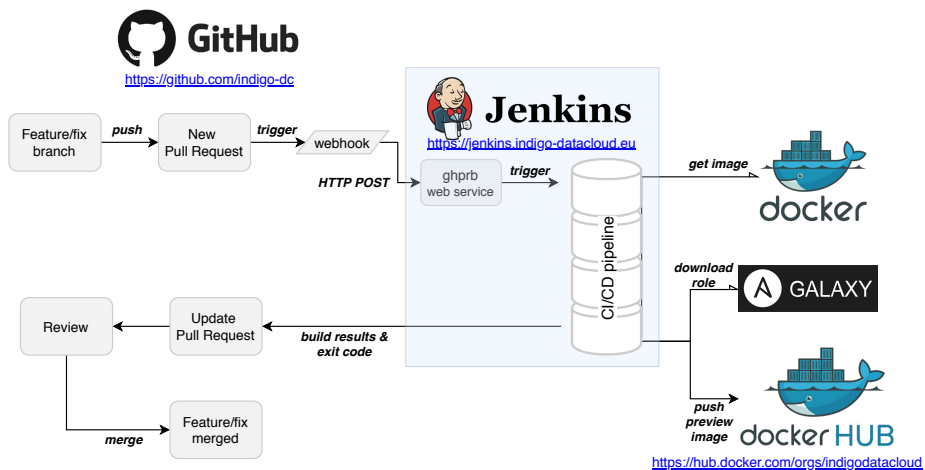 GitHub
https://github.com/indigo-dc
Jenkins
https://jenkins.indigo-datacloud.eu
Feature/fix
branch
push
New
Pull Request
trigger
webhook
HTTP POST
ghprb
web service
trigger
CI/CD pipeline
get image
docker
download
role
A
GALAXY
build results &
exit code
Update
Pull Request
Review
merge
Feature/fix
merged
push
preview
image
docker HUB
https://hub.docker.com/orgs/indigodatacloud